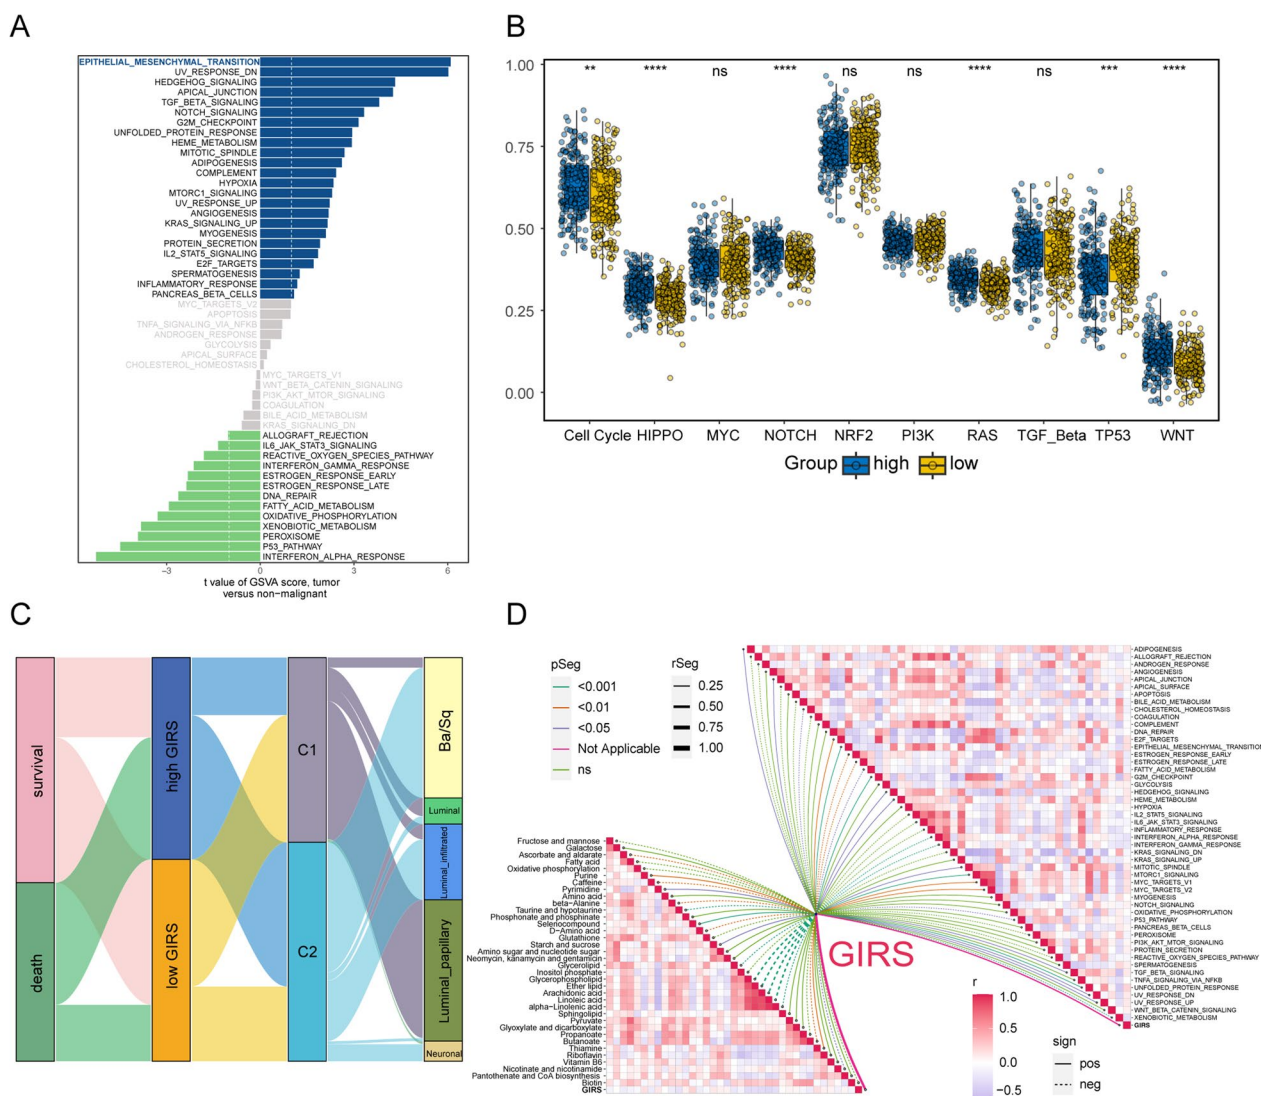 A
EPITHELIAL_MESENCHYMAL_TRANSITION
UV_RESPONSE_DN
HEDGEHOG_SIGNALING
APICAL_JUNCTION
TGF_BETA_SIGNALING
NOTCH_SIGNALING
G2M_CHECKPOINT
UNFOLDED_PROTEIN_RESPONSE
HEME_METABOLISM
MITOTIC_SPINDLE
ADIPOGENESIS
COMPLEMENT
HYPOXIA
MTORC1_SIGNALING
UV_RESPONSE_UP
ANGIOGENESIS
KRAS_SIGNALING_UP
MYOGENESIS
PROTEIN_SECRETION
IL2_STAT5_SIGNALING
E2F_TARGETS
SPERMATOGENESIS
INFLAMMATORY_RESPONSE
PANCREAS_BETA_CELLS
MYC_TARGETS_V2
APOPTOSIS
TNFA_SIGNALING_VIA_NFKB
ANDROGEN_RESPONSE
GLYCOLYSIS
APICAL_SURFACE
CHOLESTEROL_HOMEOSTASIS
MYC_TARGETS_V1
WNT_BETA_CATENIN_SIGNALING
PI3K_AKT_MTOR_SIGNALING
COAGULATION
BILE_ACID_METABOLISM
KRAS_SIGNALING_DN
ALLOGRAFT_REJECTION
IL6_JAK_STAT3_SIGNALING
REACTIVE_OXYGEN_SPECIES_PATHWAY
INTERFERON_GAMMA_RESPONSE
ESTROGEN_RESPONSE_EARLY
ESTROGEN_RESPONSE_LATE
DNA_REPAIR
FATTY_ACID_METABOLISM
OXIDATIVE_PHOSPHORYLATION
XENOBIOTIC_METABOLISM
PEROXISOME
P53_PATHWAY
INTERFERON_ALPHA_RESPONSE
−3 0 3 6
t value of GSVA score, tumor
versus non−malignant
B
1.00
0.75
0.50
0.25
0.00
** **** ns **** ns ns **** ns *** ****
Cell Cycle HIPPO MYC NOTCH NRF2 PI3K RAS TGF_Beta TP53 WNT
Group high low
C
survival
death
high GIRS
low GIRS
C1
C2
Ba/Sq
Luminal
Luminal_infiltrated
Luminal_papillary
Neuronal
D
pSeg
<0.001
<0.01
<0.05
Not Applicable
ns
rSeg
0.25
0.50
0.75
1.00
ADIPOGENESIS
ALLOGRAFT_REJECTION
ANDROGEN_RESPONSE
ANGIOGENESIS
APICAL_JUNCTION
APICAL_SURFACE
APOPTOSIS
BILE_ACID_METABOLISM
CHOLESTEROL_HOMEOSTASIS
COAGULATION
COMPLEMENT
DNA_REPAIR
E2F_TARGETS
EPITHELIAL_MESENCHYMAL_TRANSITION
ESTROGEN_RESPONSE_EARLY
ESTROGEN_RESPONSE_LATE
FATTY_ACID_METABOLISM
G2M_CHECKPOINT
GLYCOLYSIS
HEDGEHOG_SIGNALING
HEME_METABOLISM
HYPOXIA
IL2_STAT5_SIGNALING
IL6_JAK_STAT3_SIGNALING
INFLAMMATORY_RESPONSE
INTERFERON_ALPHA_RESPONSE
INTERFERON_GAMMA_RESPONSE
KRAS_SIGNALING_DN
KRAS_SIGNALING_UP
MITOTIC_SPINDLE
MTORC1_SIGNALING
MYC_TARGETS_V1
MYC_TARGETS_V2
MYOGENESIS
NOTCH_SIGNALING
OXIDATIVE_PHOSPHORYLATION
P53_PATHWAY
PANCREAS_BETA_CELLS
PEROXISOME
PI3K_AKT_MTOR_SIGNALING
PROTEIN_SECRETION
REACTIVE_OXYGEN_SPECIES_PATHWAY
SPERMATOGENESIS
TGF_BETA_SIGNALING
TNFA_SIGNALING_VIA_NFKB
UNFOLDED_PROTEIN_RESPONSE
UV_RESPONSE_DN
UV_RESPONSE_UP
WNT_BETA_CATENIN_SIGNALING
XENOBIOTIC_METABOLISM
GIRS
Fructose and mannose
Galactose
Ascorbate and aldarate
Fatty acid
Oxidative phosphorylation
Purine
Caffeine
Pyrimidine
Amino acid
beta−Alanine
Taurine and hypotaurine
Phosphonate and phosphinate
Selenocompound
D−Amino acid
Glutathione
Starch and sucrose
Amino sugar and nucleotide sugar
Neomycin, kanamycin and gentamicin
Glycerolipid
Inositol phosphate
Glycerophospholipid
Ether lipid
Arachidonic acid
Linoleic acid
alpha−Linolenic acid
Sphingolipid
Pyruvate
Glyoxylate and dicarboxylate
Propanoate
Butanoate
Thiamine
Riboflavin
Vitamin B6
Nicotinate and nicotinamide
Pantothenate and CoA biosynthesis
Biotin
GIRS
GIRS
r
1.0
0.5
0.0
−0.5
sign
pos
neg